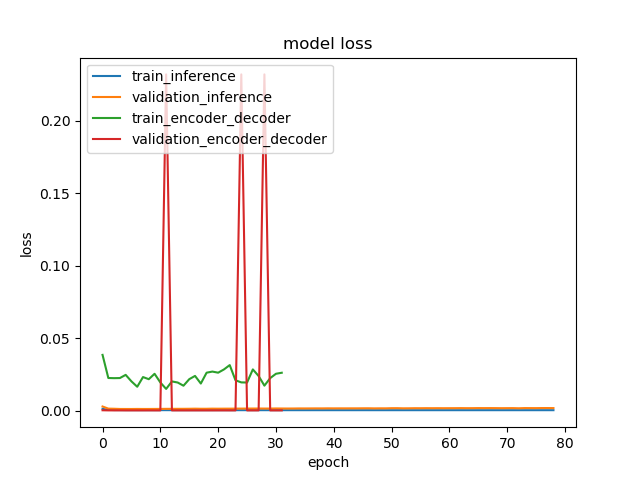 model loss
train_inference
validation_inference
train_encoder_decoder
validation_encoder_decoder
0.20
0.15
0.10
0.05
0.00
loss
0 10 20 30 40 50 60 70 80
epoch